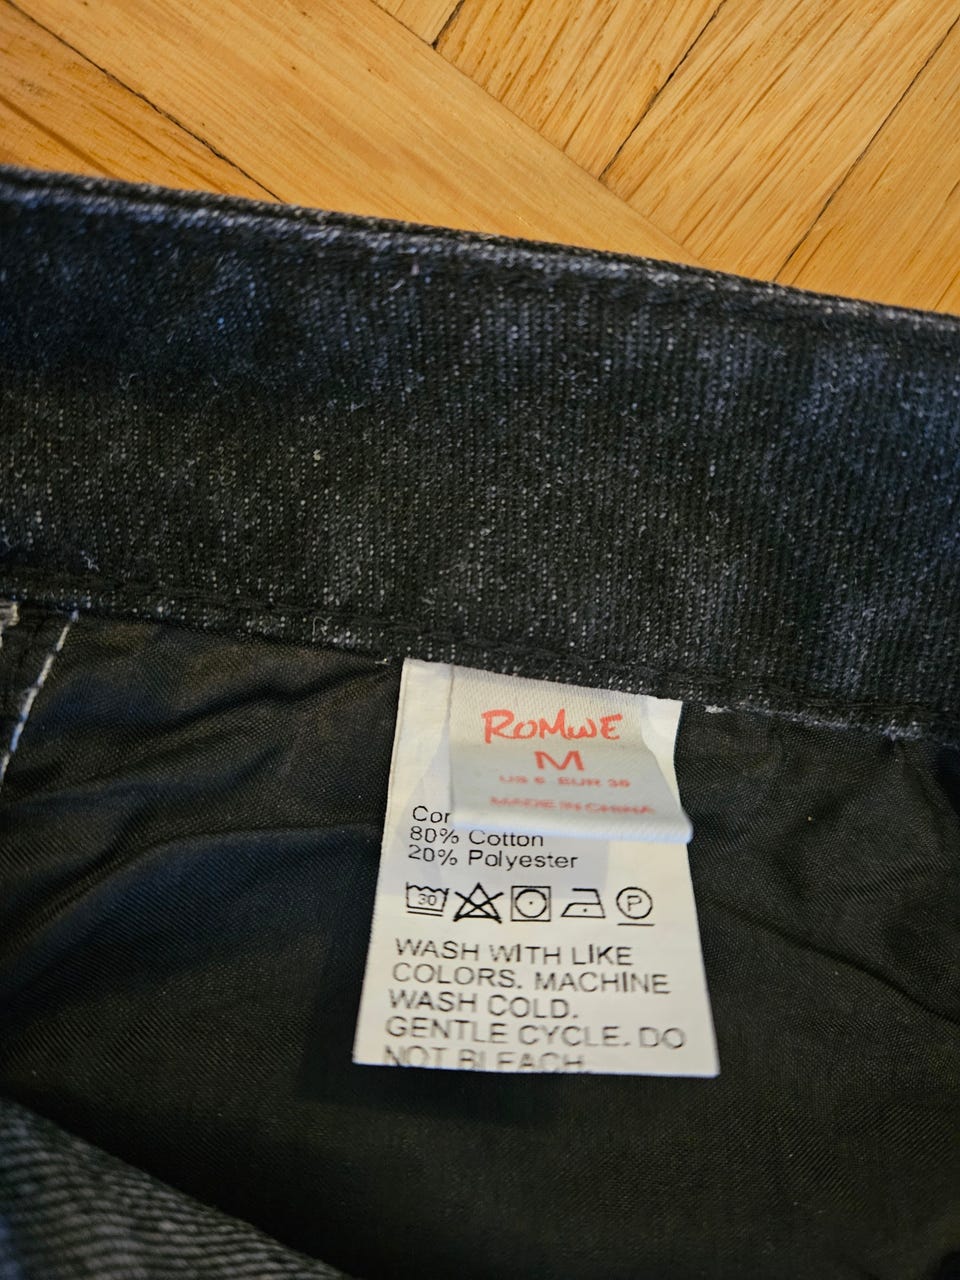 ROMWE
M
US 6 EUR 36
MADE IN CHINA
80% Cotton
20% Polyester
30 P
WASH WITH LIKE
COLORS. MACHINE
WASH COLD.
GENTLE CYCLE. DO
NOT BLEACH.